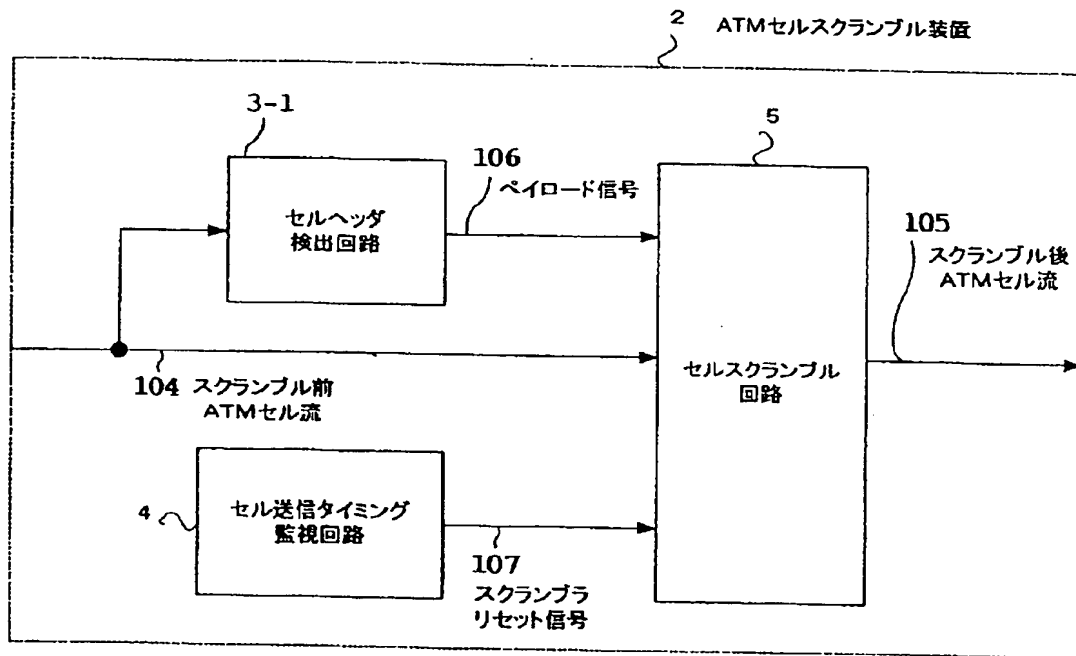 2
ATMセルスクランブル装置
3-1
セルヘッダ
検出回路
106
ペイロード信号
5
105
スクランブル後
ATMセル流
セルスクランブル
回路
104 スクランブル前
ATMセル流
4
セル送信タイミング
監視回路
107
スクランブラ
リセット信号